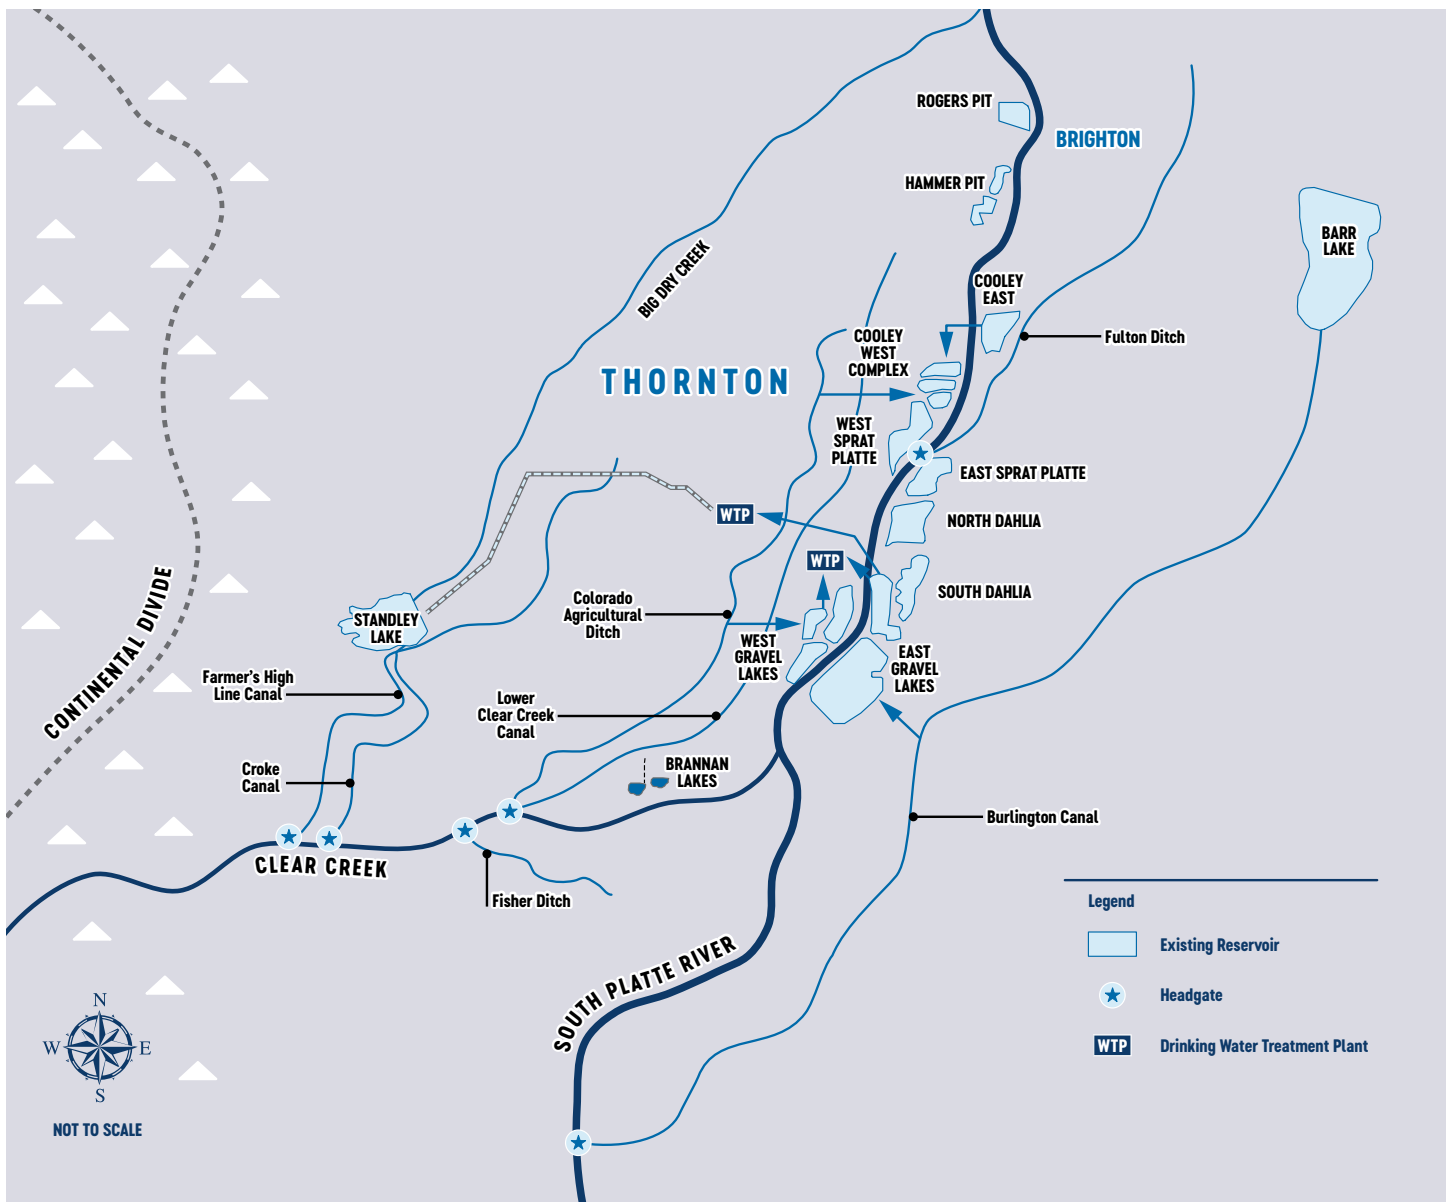 ROGERS PIT
BRIGHTON
HAMMER PIT
BARR
LAKE
BIG DRY CREEK
COOLEY
EAST
Fulton Ditch
COOLEY
WEST
COMPLEX
THORNTON
WEST
SPRAT
PLATTE
EAST SPRAT PLATTE
WTP
NORTH DAHLIA
WTP
SOUTH DAHLIA
CONTINENTAL DIVIDE
STANDLEY
LAKE
Colorado
Agricultural
Ditch
WEST
GRAVEL
LAKES
EAST
GRAVEL
LAKES
Farmer's High
Line Canal
Lower
Clear Creek
Canal
Croke
Canal
BRANNAN
LAKES
Burlington Canal
CLEAR CREEK
Fisher Ditch
SOUTH PLATTE RIVER
Legend
Existing Reservoir
Headgate
WTP Drinking Water Treatment Plant
N
W E
S
NOT TO SCALE